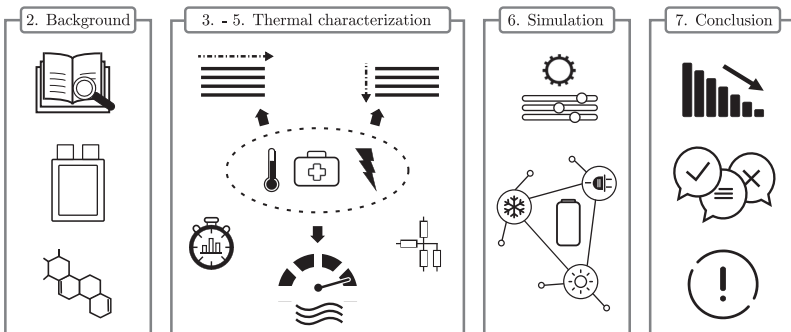 2. Background
3. - 5. Thermal characterization
6. Simulation
7. Conclusion